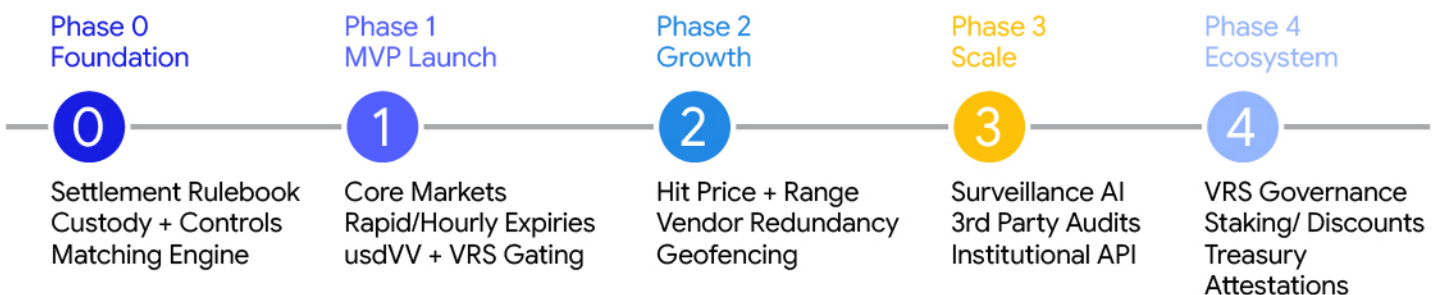 Phase 0
Foundation
0
Settlement Rulebook
Custody + Controls
Matching Engine
Phase 1
MVP Launch
1
Core Markets
Rapid/Hourly Expiries
usdVV + VRS Gating
Phase 2
Growth
2
Hit Price + Range
Vendor Redundancy
Geofencing
Phase 3
Scale
3
Surveillance AI
3rd Party Audits
Institutional API
Phase 4
Ecosystem
4
VRS Governance
Staking/ Discounts
Treasury
Attestations